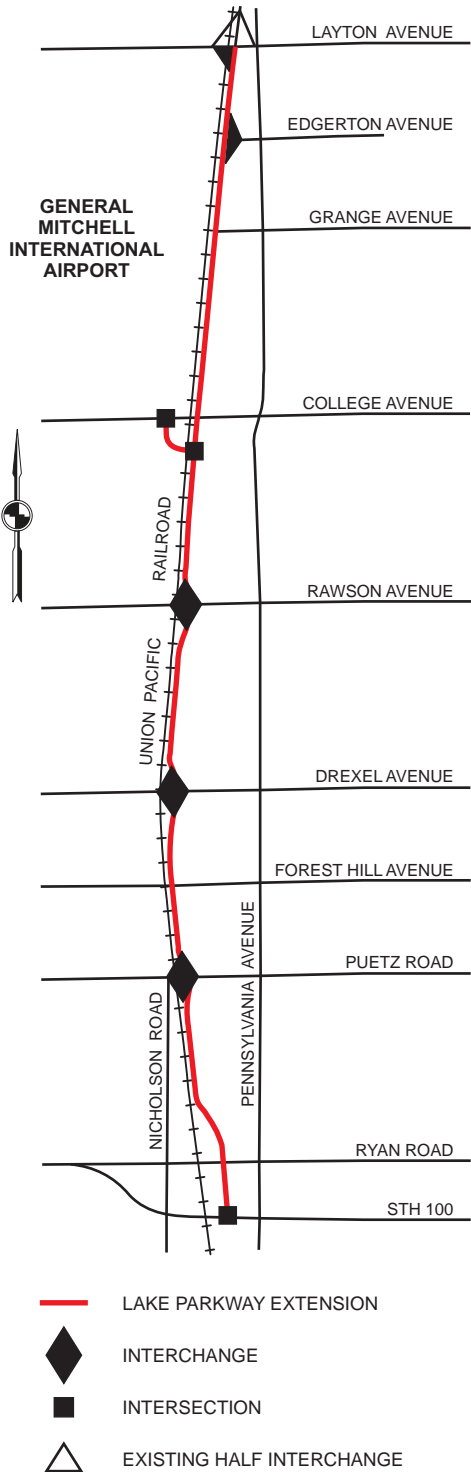 LAYTON AVENUE
EDGERTON AVENUE
GENERAL
MITCHELL
INTERNATIONAL
AIRPORT
GRANGE AVENUE
COLLEGE AVENUE
RAILROAD
RAWSON AVENUE
UNION PACIFIC
DREXEL AVENUE
FOREST HILL AVENUE
PENNSYLVANIA AVENUE
PUETZ ROAD
NICHOLSON ROAD
RYAN ROAD
STH 100
LAKE PARKWAY EXTENSION
INTERCHANGE
INTERSECTION
EXISTING HALF INTERCHANGE